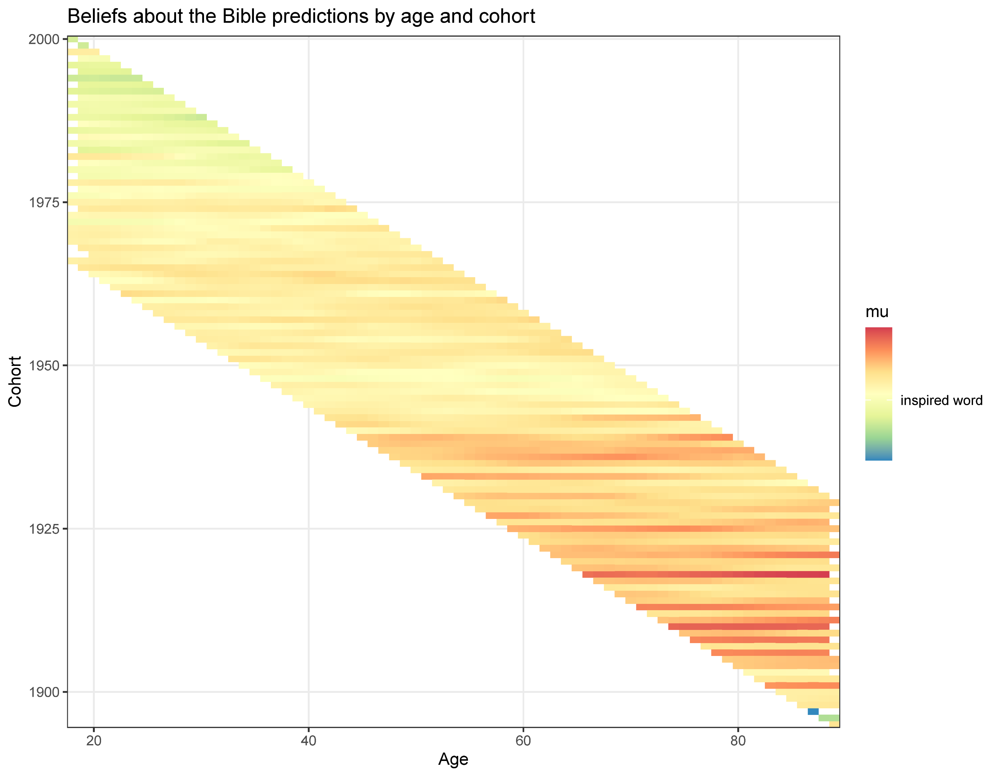 Beliefs about the Bible predictions by age and cohort
2000
1975
1950
1925
1900
Cohort
20 40 60 80
Age
mu
inspired word